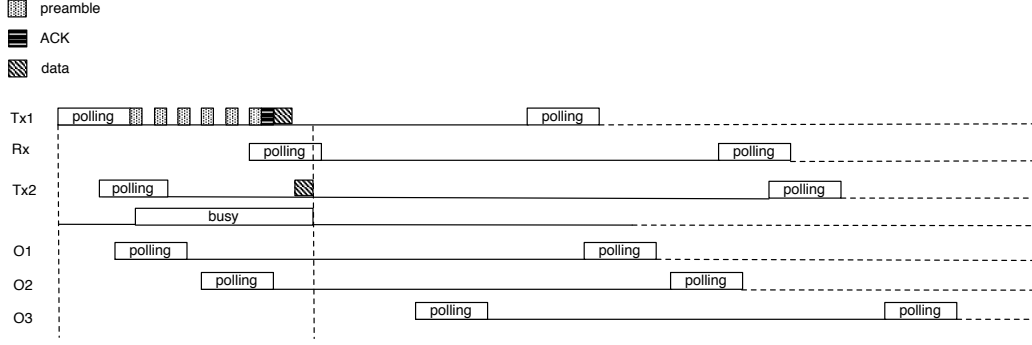 preamble
ACK
data
Tx1 polling polling
Rx polling polling
Tx2 polling polling
busy
O1 polling polling
O2 polling polling
O3 polling polling